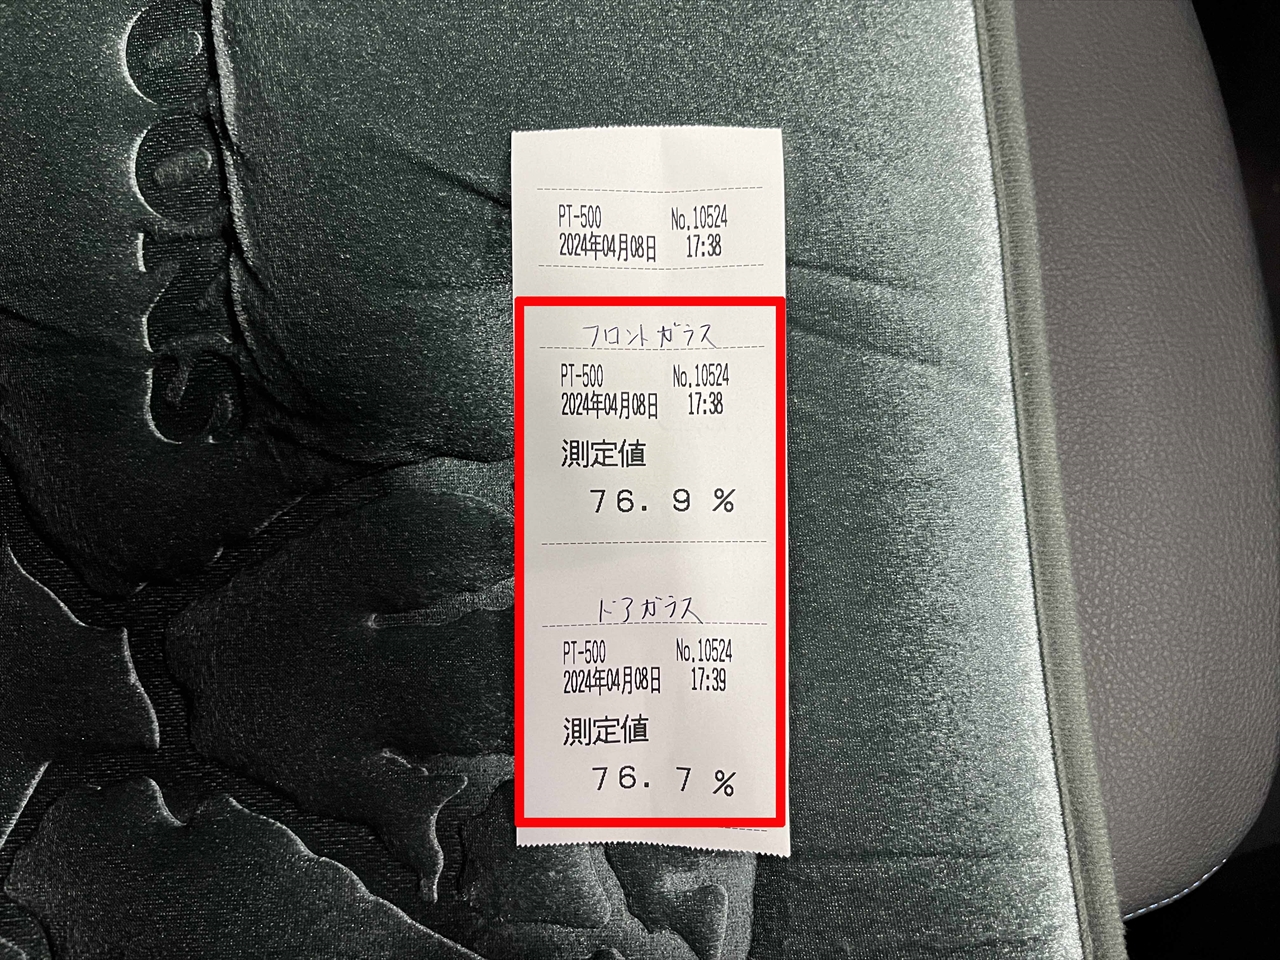 PT-500 No.10524
2024年04月08日 17:38
フロントガラス
PT-500 No.10524
2024年04月08日 17:38
測定値
76.9 %
ドアガラス
PT-500 No.10524
2024年04月08日 17:39
測定値
76.7 %